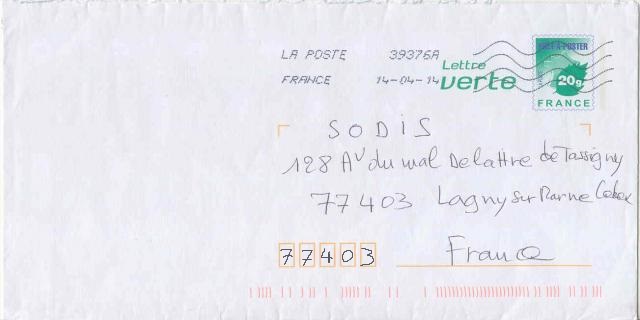 LA POSTE 39376A
FRANCE 14-04-14
Lettre
verte
PRÊT-À-POSTER
20g
FRANCE
SODIS
128 Av du mal Delattre de Tassigny
77403 Lagny sur Marne Cedex
France
77403